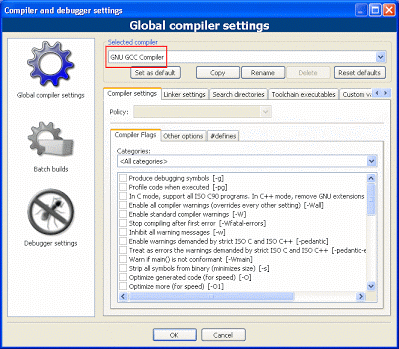 Compiler and debugger settings
Global compiler settings
Selected compiler
GNU GCC Compiler
Set as default Copy Rename Delete Reset defaults
Global compiler settings
Batch builds
Debugger settings
Compiler settings Linker settings Search directories Toolchain executables Custom va
Policy:
Compiler Flags Other options #defines
Categories:
<All categories>
Produce debugging symbols [-g]
Profile code when executed [-pg]
In C mode, support all ISO C90 programs. In C++ mode, remove GNU extensions
Enable all compiler warnings (overrides every other setting) [-Wall]
Enable standard compiler warnings [-W]
Stop compiling after first error [-Wfatal-errors]
Inhibit all warning messages [-w]
Enable warnings demanded by strict ISO C and ISO C++ [-pedantic]
Treat as errors the warnings demanded by strict ISO C and ISO C++ [-pedantic-e
Warn if main() is not conformant [-Wmain]
Strip all symbols from binary (minimizes size) [-s]
Optimize generated code (for speed) [-O]
Optimize more (for speed) [-O1]
OK Cancel